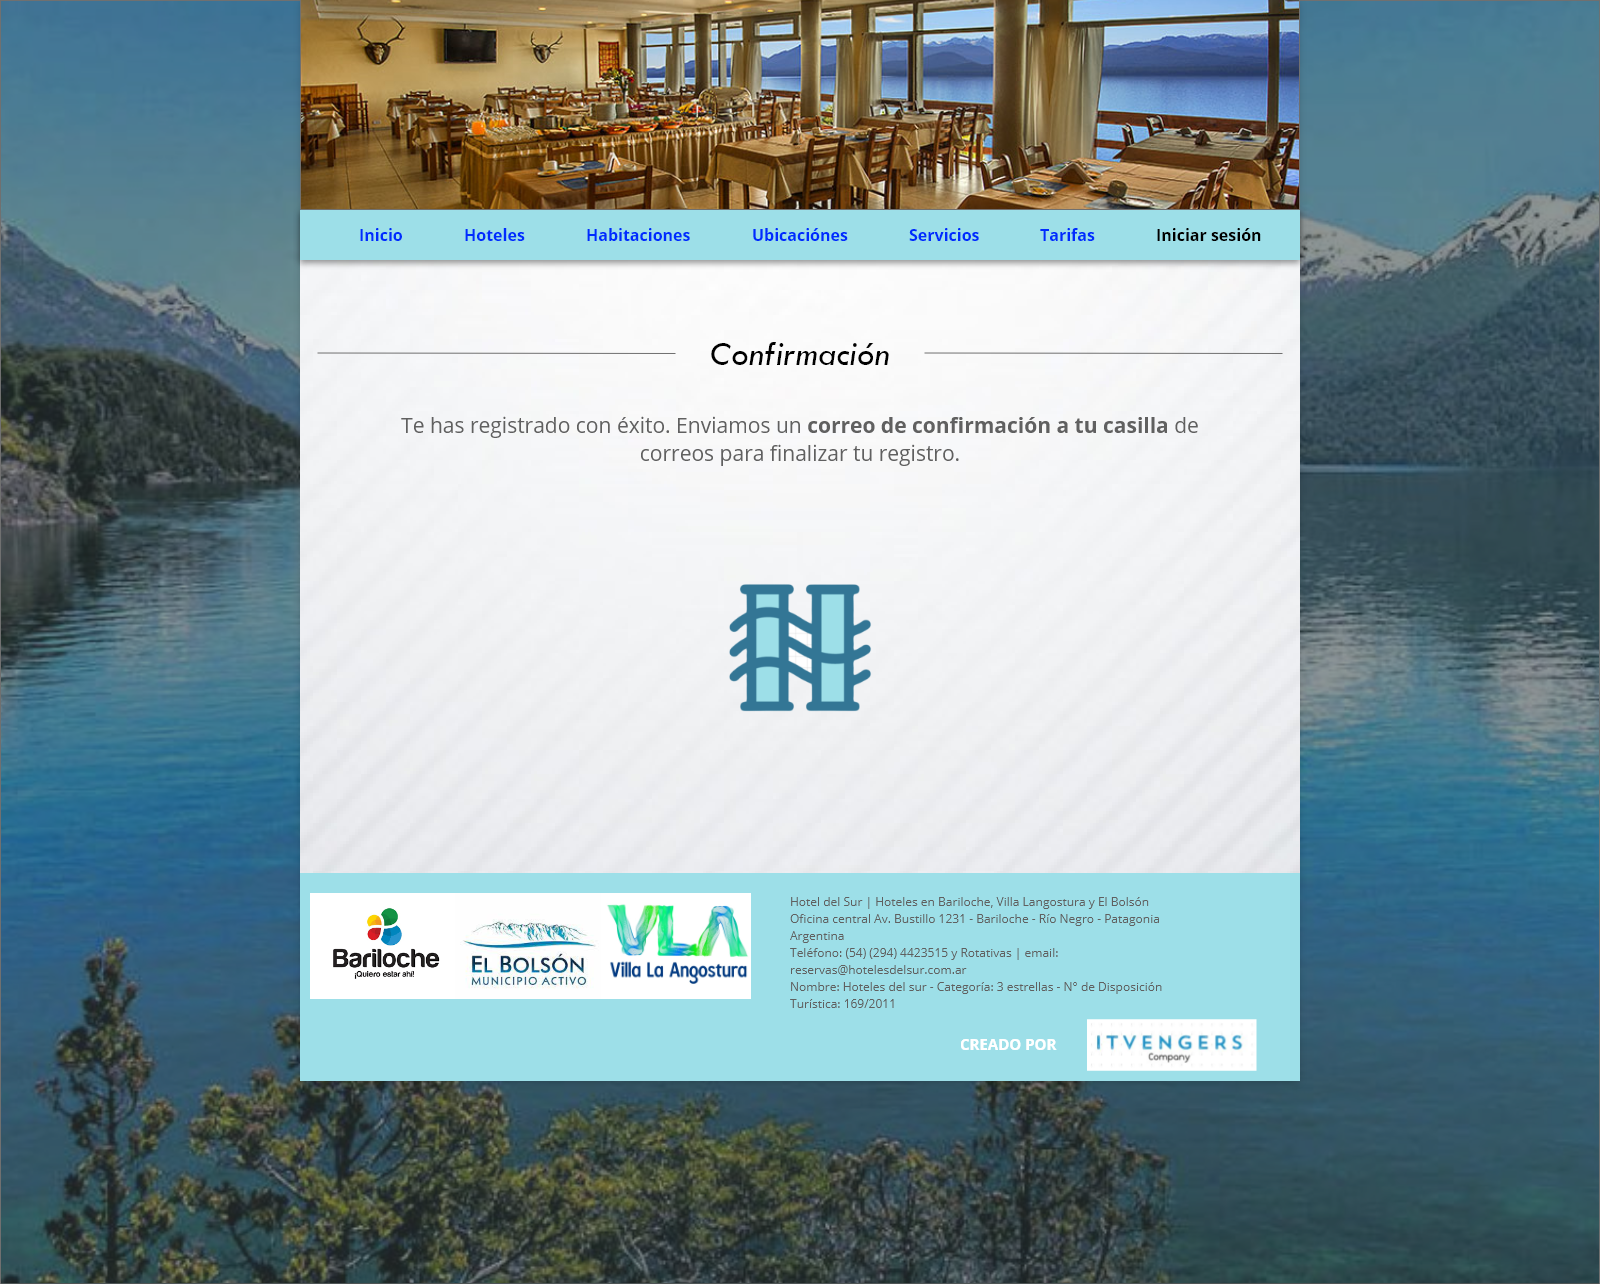 Inicio Hoteles Habitaciones Ubicaciónes Servicios Tarifas Iniciar sesión
Confirmación
Te has registrado con éxito. Enviamos un correo de confirmación a tu casilla de
correos para finalizar tu registro.
Bariloche
¡Quiero estar ahí!
EL BOLSÓN
MUNICIPIO ACTIVO
VLA
Villa La Angostura
Hotel del Sur | Hoteles en Bariloche, Villa Langostura y El Bolsón
Oficina central Av. Bustillo 1231 - Bariloche - Río Negro - Patagonia
Argentina
Teléfono: (54) (294) 4423515 y Rotativas | email:
reservas@hotelesdelsur.com.ar
Nombre: Hoteles del sur - Categoría: 3 estrellas - N° de Disposición
Turística: 169/2011
CREADO POR
ITVENGERS
Company